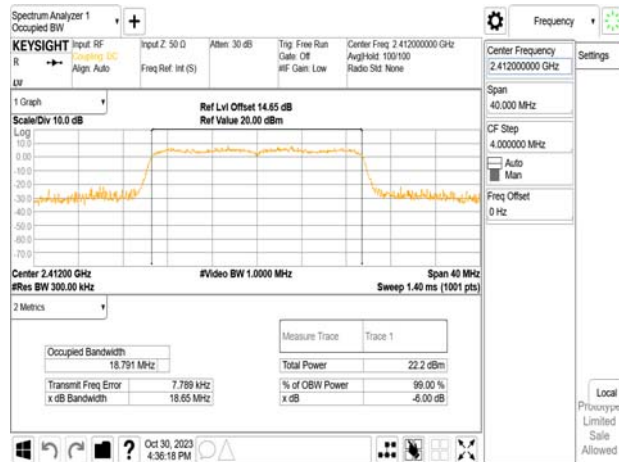 Spectrum Analyzer 1
Occupied BW
Frequency
KEYSIGHT
Input: RF
Coupling: DC
Align: Auto
Input Z: 50 Ω
Freq Ref: Int (S)
Atten: 30 dB
Trig: Free Run
Gate: Off
#IF Gain: Low
Center Freq: 2.412000000 GHz
Avg|Hold: 100/100
Radio Std: None
R
LXI
Center Frequency
2.412000000 GHz
Settings
Span
40.000 MHz
CF Step
4.000000 MHz
Auto
Man
Freq Offset
0 Hz
1 Graph
Scale/Div 10.0 dB
Ref Lvl Offset 14.65 dB
Ref Value 20.00 dBm
Log
10.0
0.00
-10.0
-20.0
-30.0
-40.0
-50.0
-60.0
-70.0
Center 2.41200 GHz
#Res BW 300.00 kHz
#Video BW 1.0000 MHz
Span 40 MHz
Sweep 1.40 ms (1001 pts)
2 Metrics
Measure Trace
Trace 1
Occupied Bandwidth
18.791 MHz
Total Power
22.2 dBm
Transmit Freq Error
7.789 kHz
% of OBW Power
99.00 %
x dB Bandwidth
18.65 MHz
x dB
-6.00 dB
Local
Prototype
Limited
Sale
Allowed
?
Oct 30, 2023
4:36:18 PM